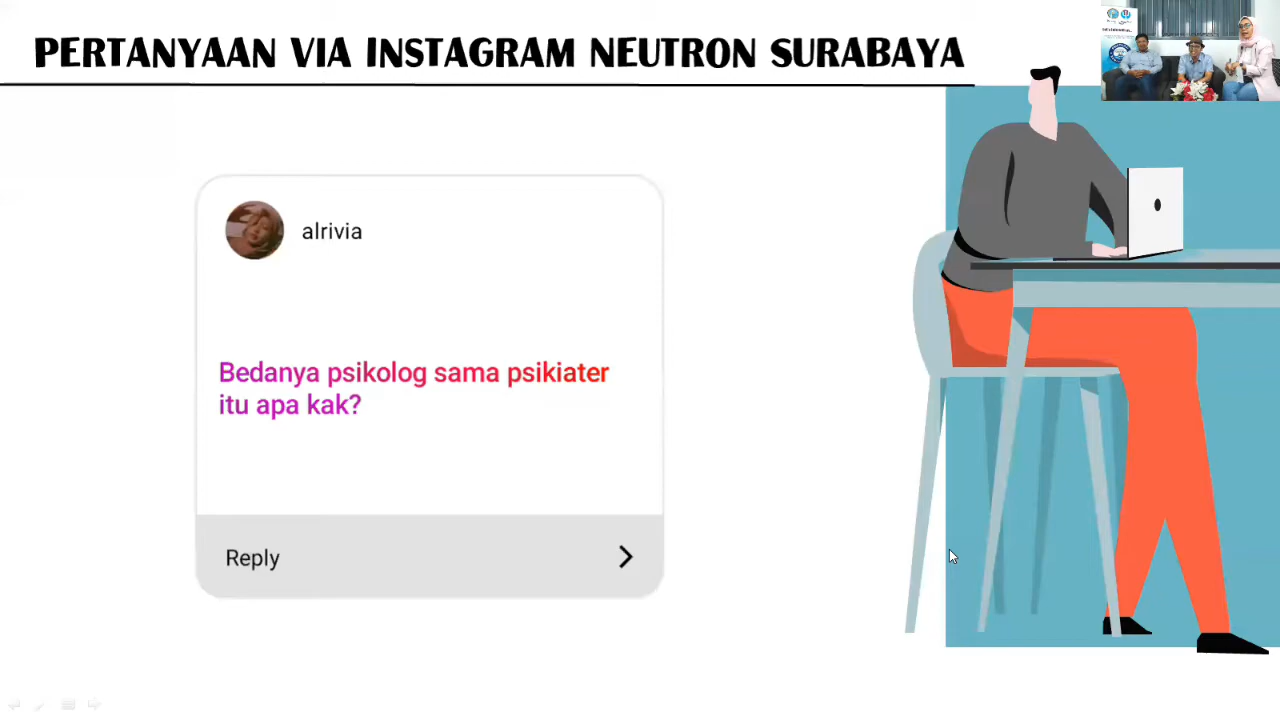 PERTANYAAN VIA INSTAGRAM NEUTRON SURABAYA
alrivia
Bedanya psikolog sama psikiater
itu apa kak?
Reply